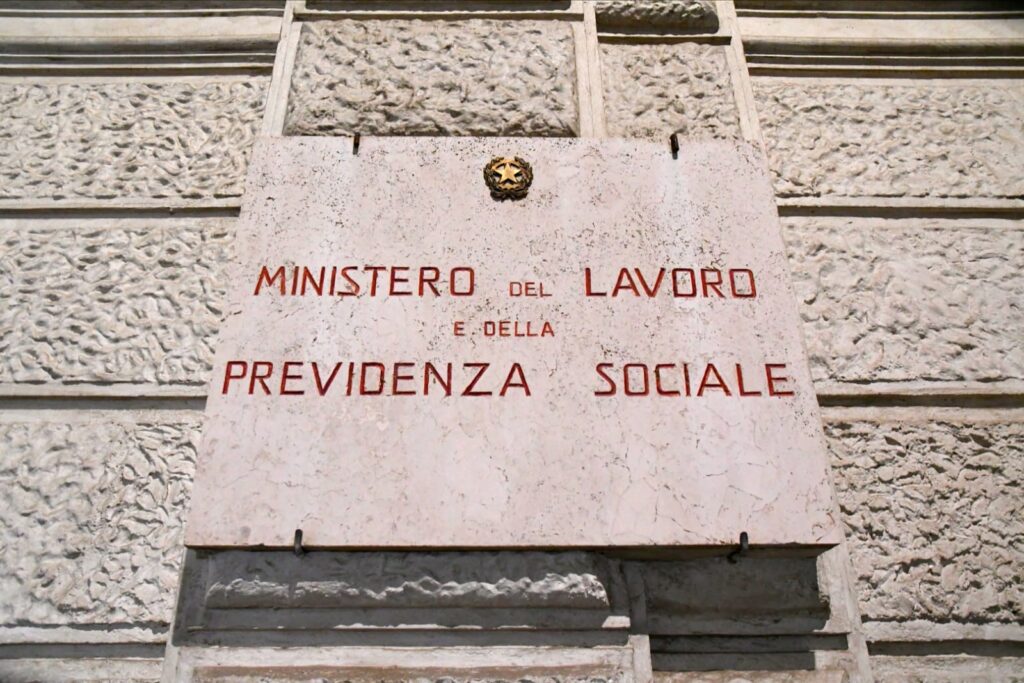 MINISTERO DEL LAVORO
E DELLA
PREVIDENZA SOCIALE